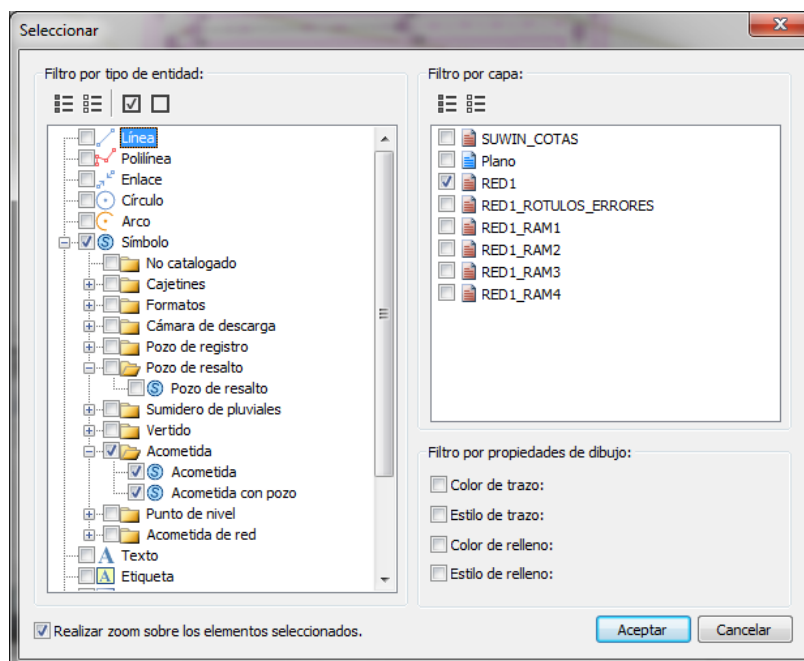 Seleccionar
Filtro por tipo de entidad:
Línea
Polilínea
Enlace
Círculo
Arco
Símbolo
No catalogado
Cajetines
Formatos
Cámara de descarga
Pozo de registro
Pozo de resalto
Pozo de resalto
Sumidero de pluviales
Vertido
Acometida
Acometida
Acometida con pozo
Punto de nivel
Acometida de red
Texto
Etiqueta
Filtro por capa:
SUWIN_COTAS
Plano
RED1
RED1_ROTULOS_ERRORES
RED1_RAM1
RED1_RAM2
RED1_RAM3
RED1_RAM4
Filtro por propiedades de dibujo:
Color de trazo:
Estilo de trazo:
Color de relleno:
Estilo de relleno:
Realizar zoom sobre los elementos seleccionados.
Aceptar
Cancelar